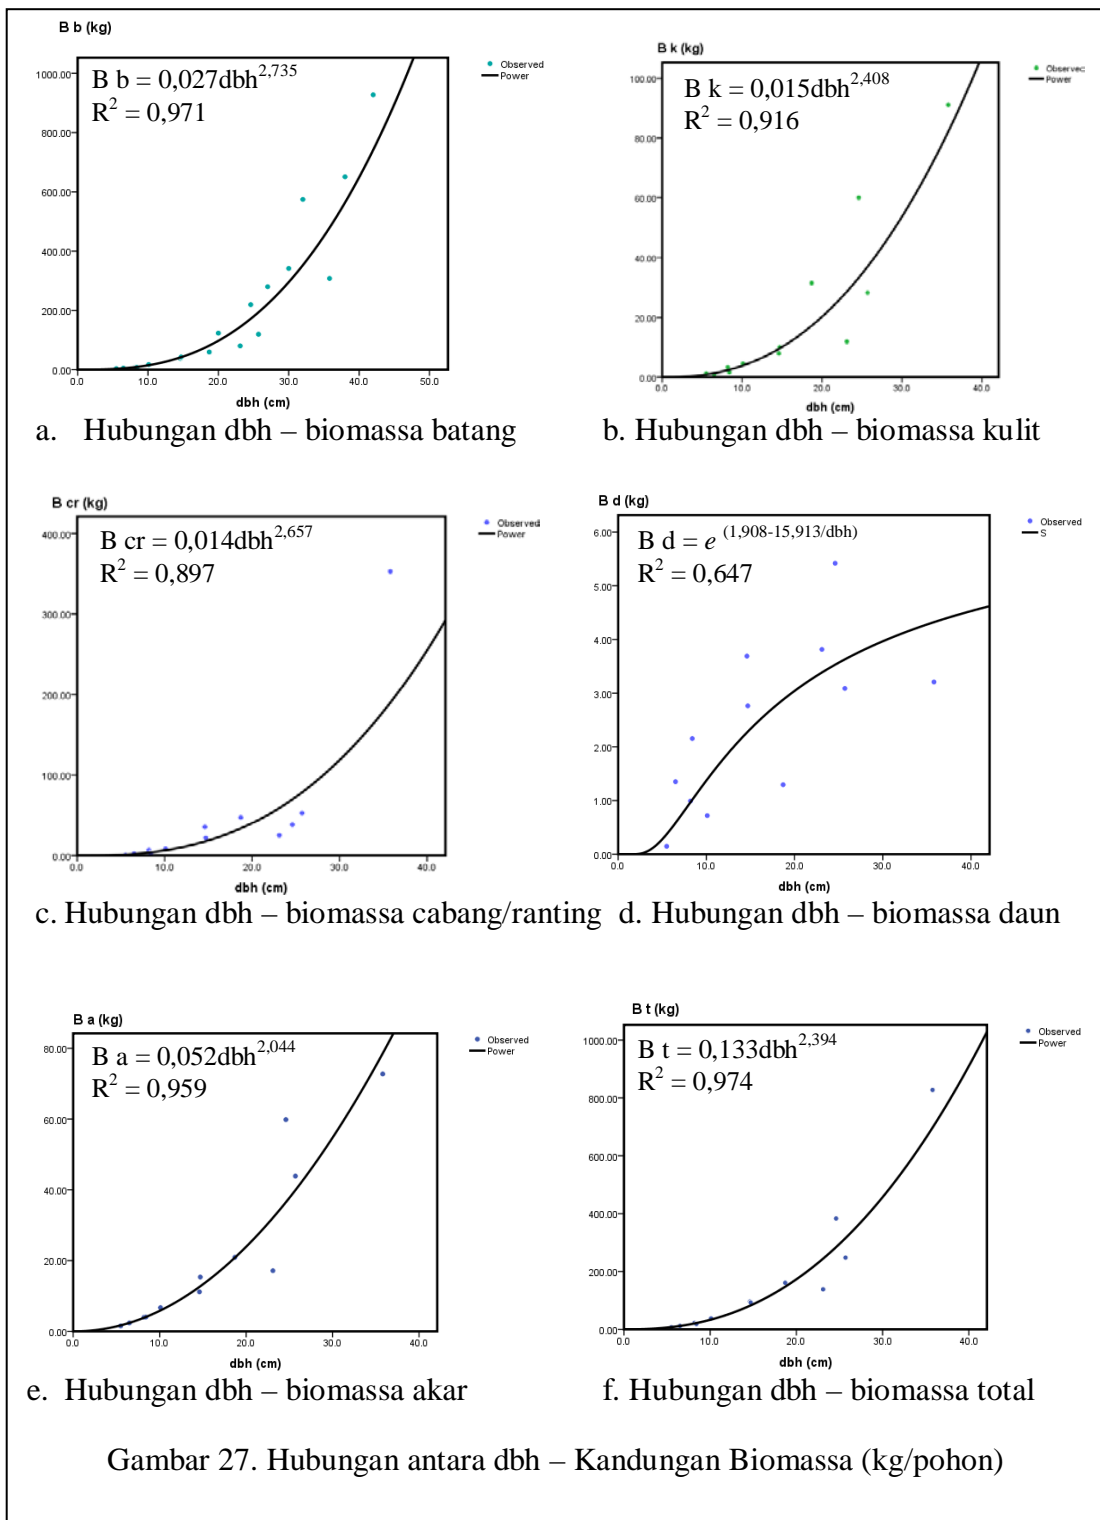 B b (kg)
B b = 0,027dbh^2,735
R² = 0,971
Observed
Power
1000.00
800.00
600.00
400.00
200.00
0.00
0.0 10.0 20.0 30.0 40.0 50.0
dbh (cm)
a. Hubungan dbh – biomassa batang
B k (kg)
B k = 0,015dbh^2,408
R² = 0,916
Observed
Power
100.00
80.00
60.00
40.00
20.00
0.00
0.0 10.0 20.0 30.0 40.0
dbh (cm)
b. Hubungan dbh – biomassa kulit
B cr (kg)
B cr = 0,014dbh^2,657
R² = 0,897
Observed
Power
400.00
300.00
200.00
100.00
0.00
0.0 10.0 20.0 30.0 40.0
dbh (cm)
c. Hubungan dbh – biomassa cabang/ranting
B d (kg)
B d = e^(1,908-15,913/dbh)
R² = 0,647
Observed
S
6.00
5.00
4.00
3.00
2.00
1.00
0.00
0.0 10.0 20.0 30.0 40.0
dbh (cm)
d. Hubungan dbh – biomassa daun
B a (kg)
B a = 0,052dbh^2,044
R² = 0,959
Observed
Power
80.00
60.00
40.00
20.00
0.00
0.0 10.0 20.0 30.0 40.0
dbh (cm)
e. Hubungan dbh – biomassa akar
B t (kg)
B t = 0,133dbh^2,394
R² = 0,974
Observed
Power
1000.00
800.00
600.00
400.00
200.00
0.00
0.0 10.0 20.0 30.0 40.0
dbh (cm)
f. Hubungan dbh – biomassa total
Gambar 27. Hubungan antara dbh – Kandungan Biomassa (kg/pohon)